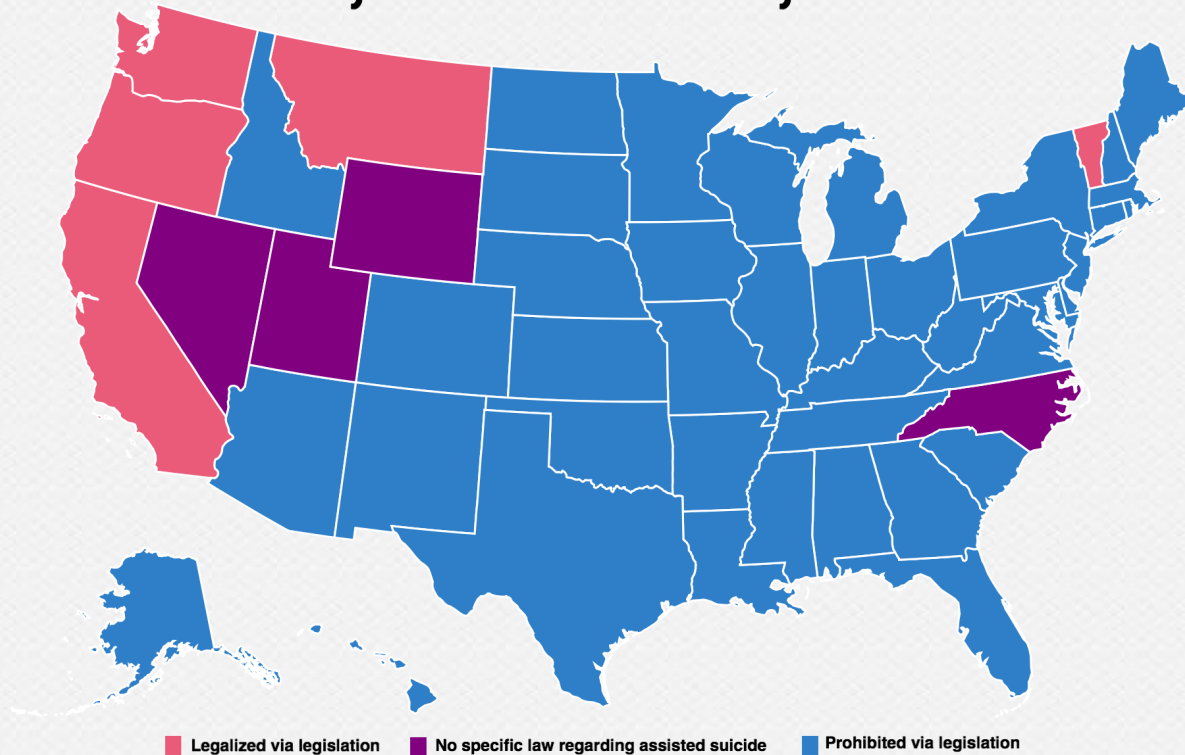 Legalized via legislation
No specific law regarding assisted suicide
Prohibited via legislation